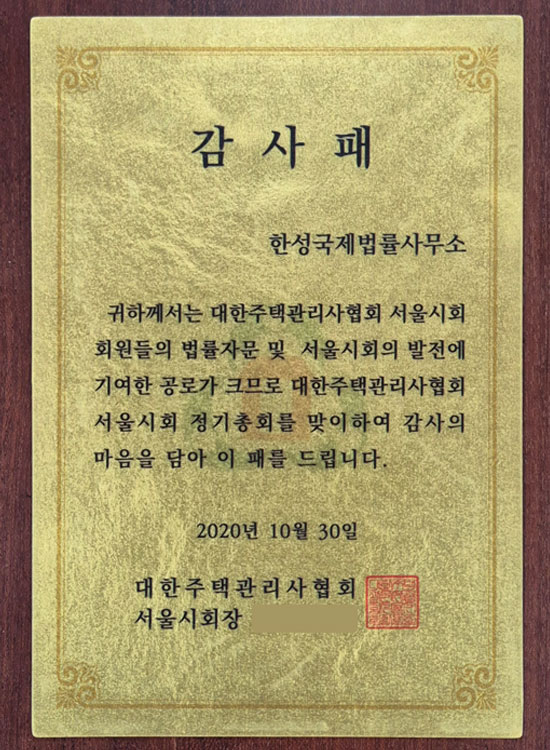 감사패
한성국제법률사무소
귀하께서는 대한주택관리사협회 서울시회
회원들의 법률자문 및 서울시회의 발전에
기여한 공로가 크므로 대한주택관리사협회
서울시회 정기총회를 맞이하여 감사의
마음을 담아 이 패를 드립니다.
2020년 10월 30일
대한주택관리사협회
서울시회장